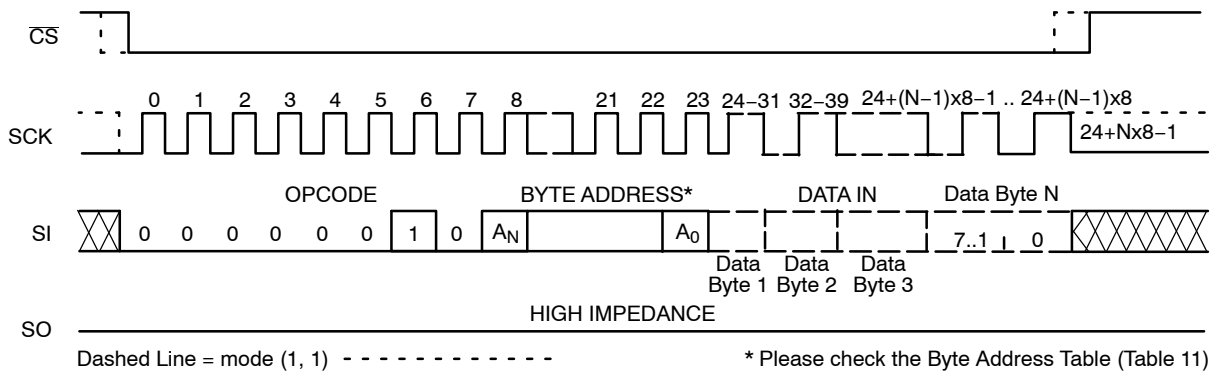 CS
0 1 2 3 4 5 6 7 8 21 22 23 24–31 32–39 24+(N–1)x8–1 .. 24+(N–1)x8
SCK
24+Nx8–1
OPCODE BYTE ADDRESS* DATA IN Data Byte N
SI
0 0 0 0 0 0 1 0 AN A0 7..1 0
Data Byte 1
Data Byte 2
Data Byte 3
HIGH IMPEDANCE
SO
Dashed Line = mode (1, 1)
* Please check the Byte Address Table (Table 11)